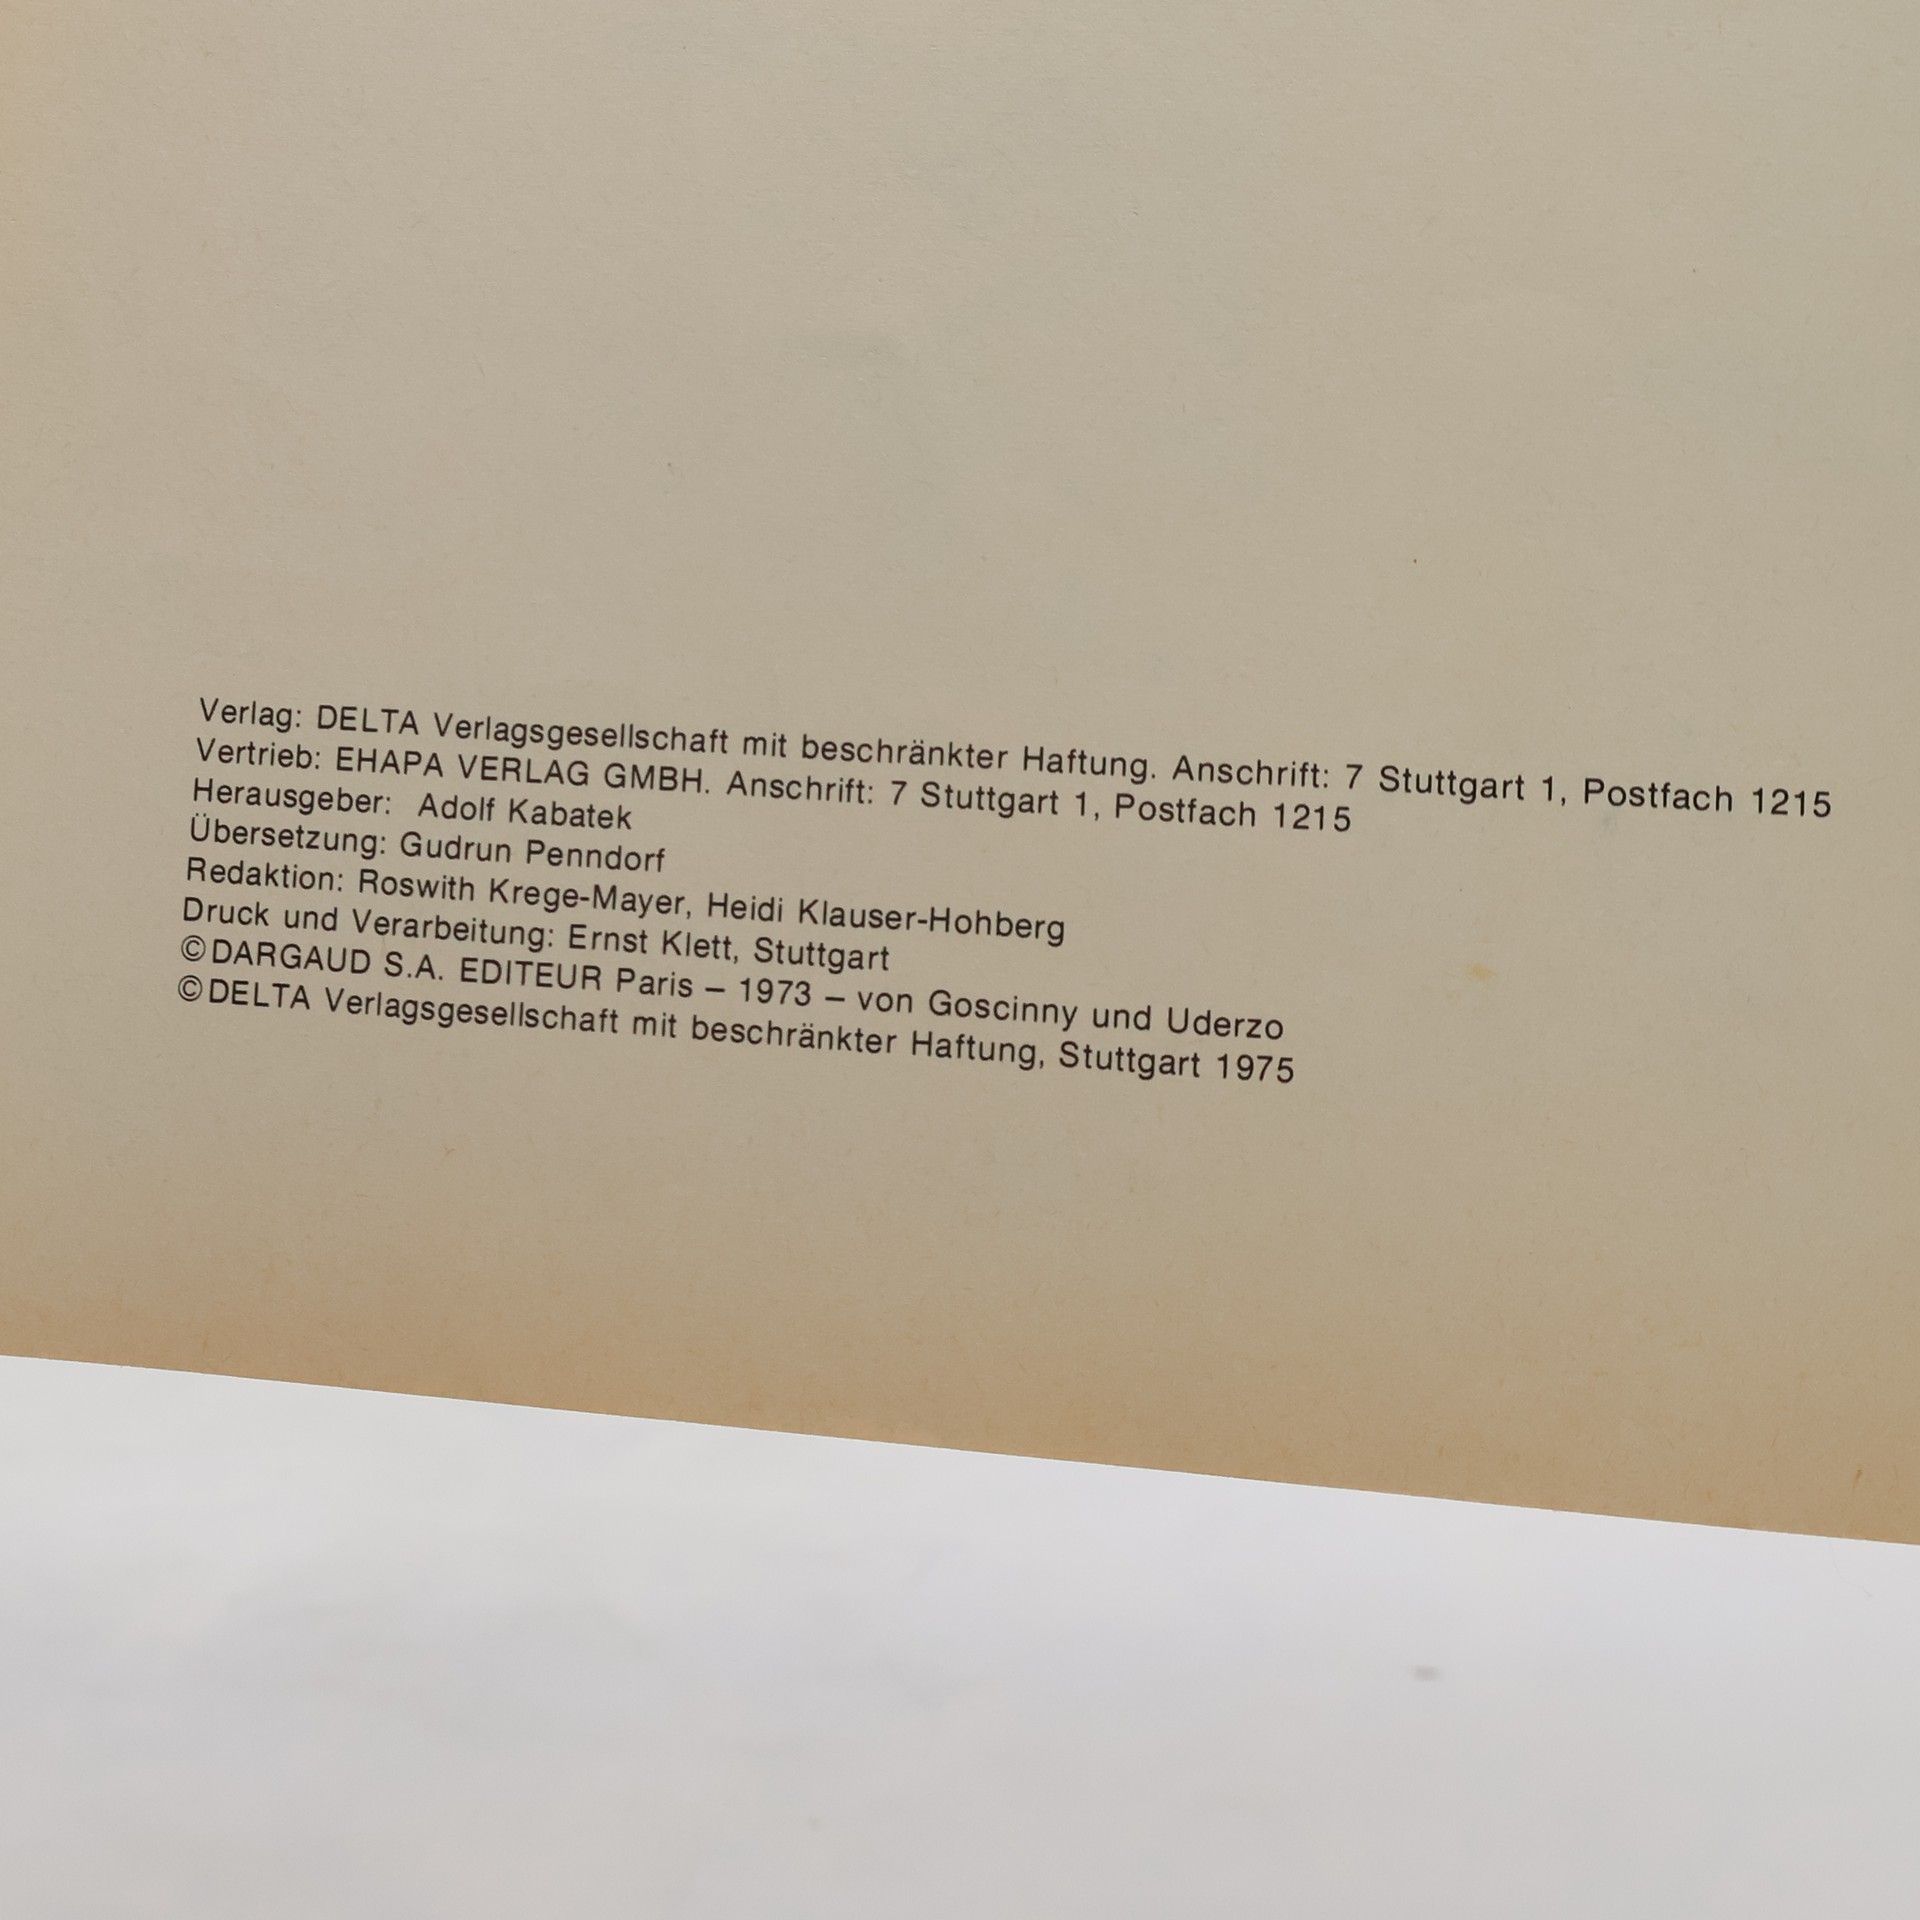 Verlag: DELTA Verlagsgesellschaft mit beschränkter Haftung. Anschrift: 7 Stuttgart 1, Postfach 1215
Vertrieb: EHAPA VERLAG GMBH. Anschrift: 7 Stuttgart 1, Postfach 1215
Herausgeber: Adolf Kabatek
Übersetzung: Gudrun Penndorf
Redaktion: Roswith Krege-Mayer, Heidi Klauser-Hohberg
Druck und Verarbeitung: Ernst Klett, Stuttgart
©DARGAUD S.A. EDITEUR Paris – 1973 – von Goscinny und Uderzo
©DELTA Verlagsgesellschaft mit beschränkter Haftung, Stuttgart 1975